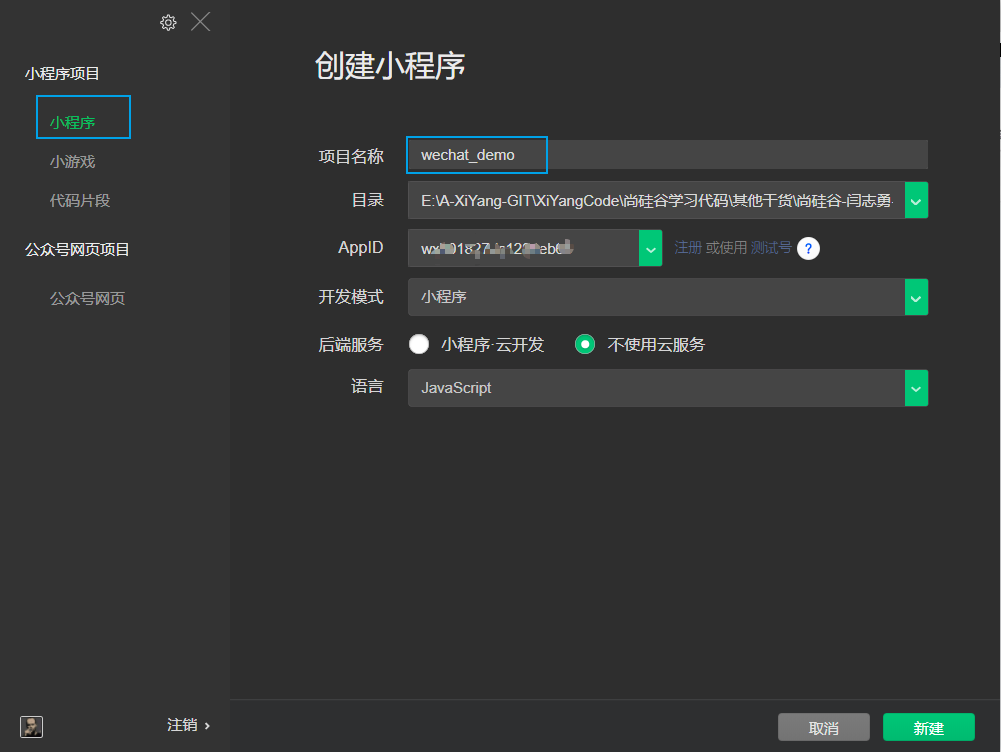 小程序项目
小程序
小游戏
代码片段
公众号网页项目
公众号网页
注销 ›
创建小程序
项目名称 wechat_demo
目录 E:\A-XiYang-GIT\XiYangCode\尚硅谷学习代码\其他干货\尚硅谷-闫志勇-
AppID 注册 或使用 测试号 ?
开发模式 小程序
后端服务 小程序·云开发 不使用云服务
语言 JavaScript
取消 新建